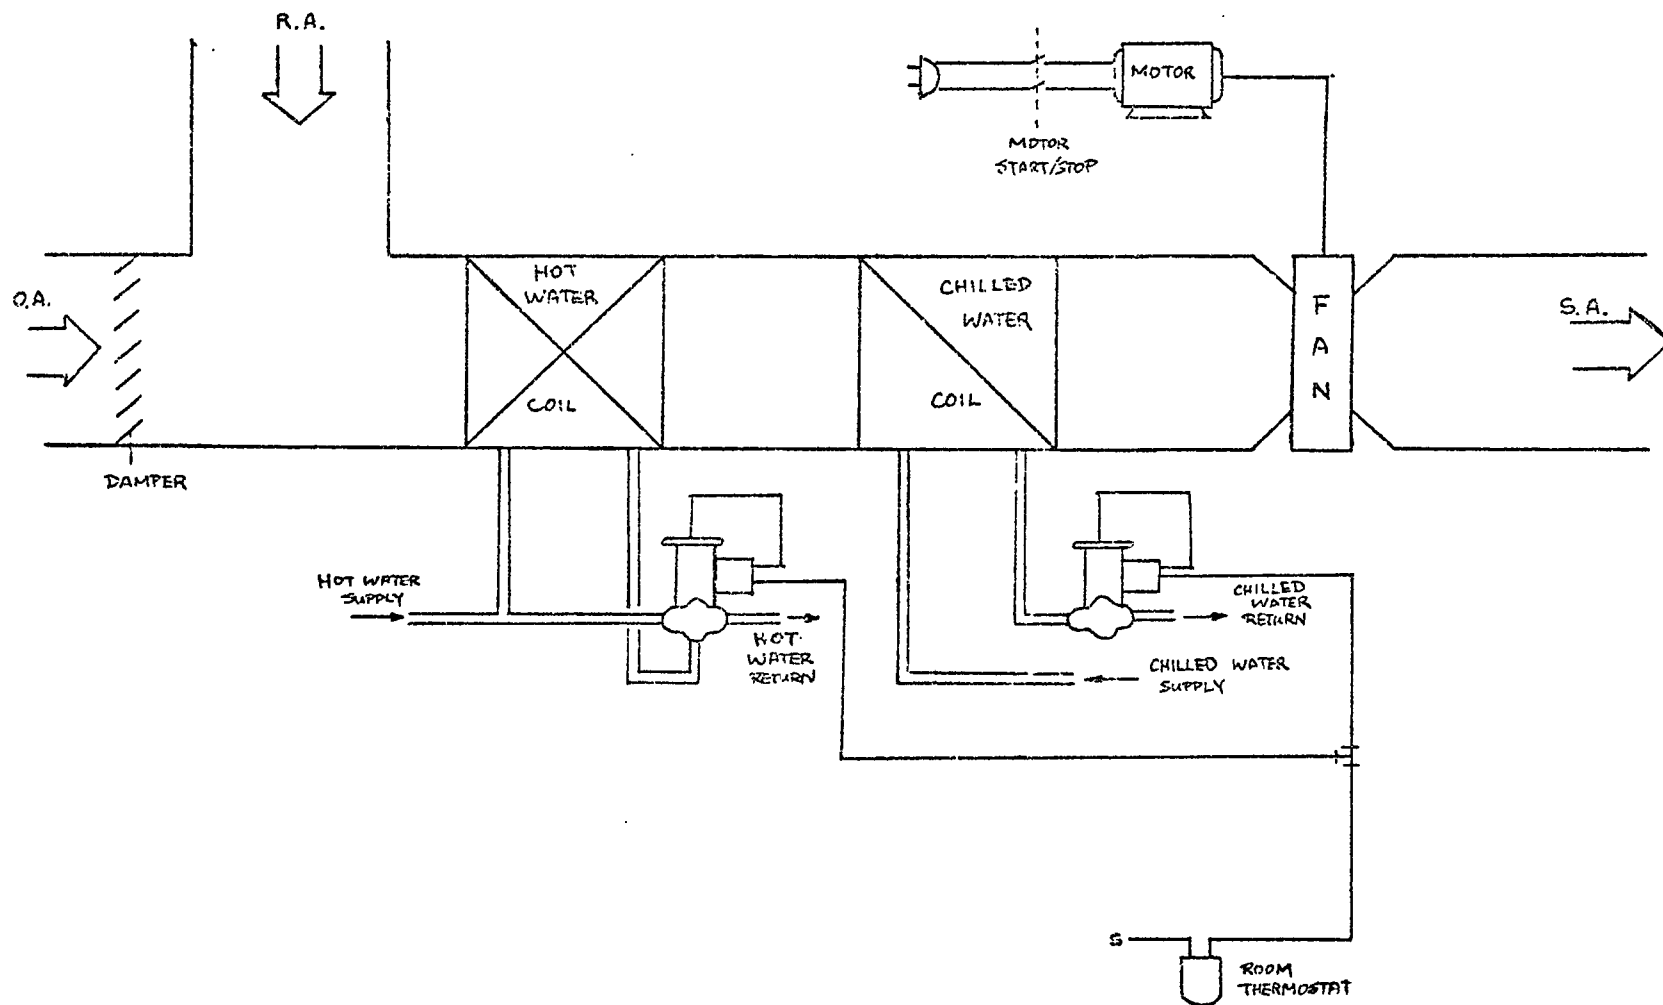 R.A.
MOTOR
MOTOR
START/STOP
O.A.
HOT
WATER
COIL
CHILLED
WATER
COIL
F
A
N
S.A.
DAMPER
HOT WATER
SUPPLY
HOT
WATER
RETURN
CHILLED
WATER
RETURN
CHILLED WATER
SUPPLY
S
ROOM
THERMOSTAT